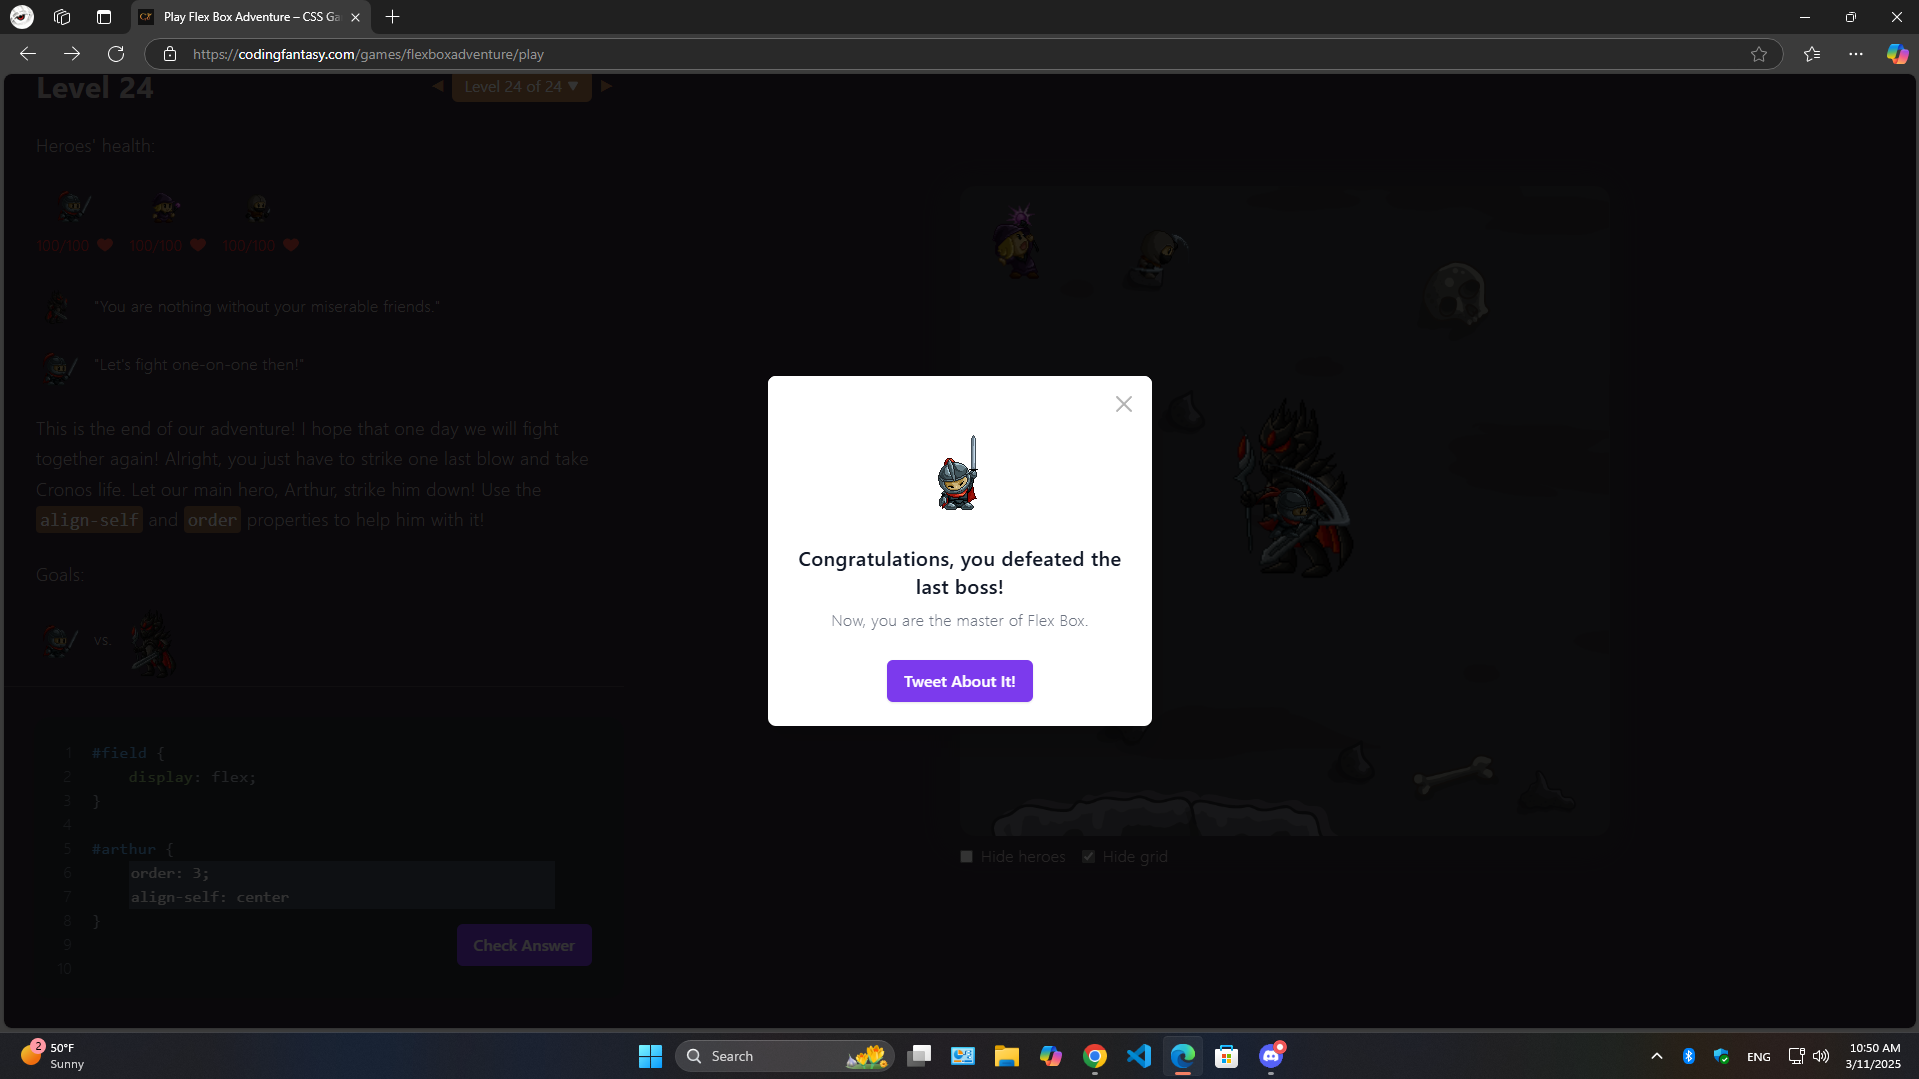 Play Flex Box Adventure – CSS Ga
https://codingfantasy.com/games/flexboxadventure/play
Level 24
Level 24 of 24 ▼
Heroes' health:
100/100
100/100
100/100
"You are nothing without your miserable friends."
"Let's fight one-on-one then!"
This is the end of our adventure! I hope that one day we will fight
together again! Alright, you just have to strike one last blow and take
Cronos life. Let our main hero, Arthur, strike him down! Use the
align-self and order properties to help him with it!
Goals:
vs.
1 #field {
2 display: flex;
3 }
4
5 #arthur {
6 order: 3;
7 align-self: center
8 }
9
10
Check Answer
Hide heroes Hide grid
Congratulations, you defeated the
last boss!
Now, you are the master of Flex Box.
Tweet About It!
2
50°F
Sunny
Search
ENG
10:50 AM
3/11/2025